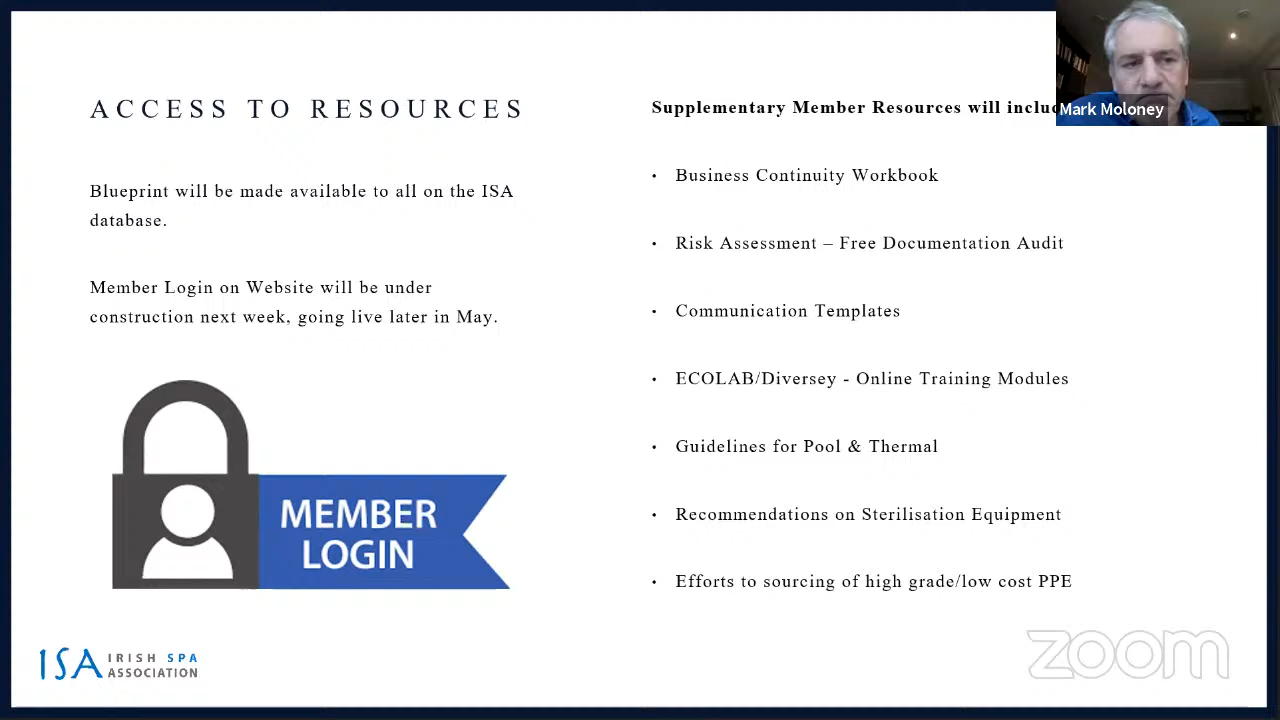 ACCESS TO RESOURCES
Blueprint will be made available to all on the ISA
database.
Member Login on Website will be under
construction next week, going live later in May.
MEMBER
LOGIN
ISA IRISH SPA
ASSOCIATION
Supplementary Member Resources will
Mark Moloney
• Business Continuity Workbook
• Risk Assessment – Free Documentation Audit
• Communication Templates
• ECOLAB/Diversey - Online Training Modules
• Guidelines for Pool & Thermal
• Recommendations on Sterilisation Equipment
• Efforts to sourcing of high grade/low cost PPE
zoom